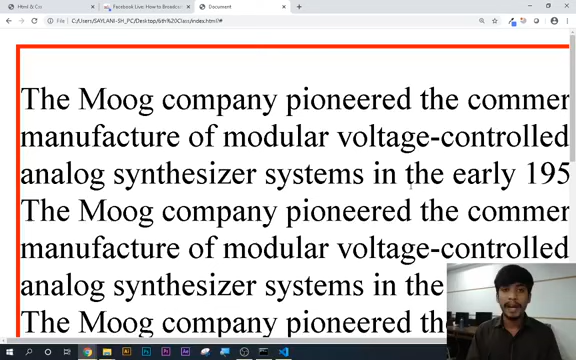 Html & Css
Facebook Live: How to Broadcas
Document
File
C:/Users/SAYLANI-SH_PC/Desktop/6th%20Class/index.html#
The Moog company pioneered the commer
manufacture of modular voltage-controlled
analog synthesizer systems in the early 195
The Moog company pioneered the commer
manufacture of modular voltage-controlled
analog synthesizer systems in the
The Moog company pioneered th